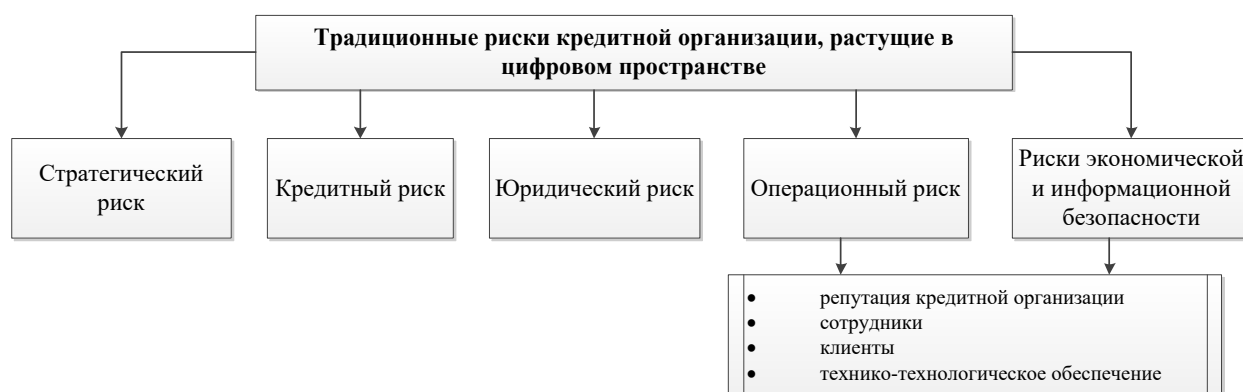 Традиционные риски кредитной организации, растущие в
цифровом пространстве
Стратегический
риск
Кредитный риск
Юридический риск
Операционный риск
Риски экономической
и информационной
безопасности
• репутация кредитной организации
• сотрудники
• клиенты
• технико-технологическое обеспечение